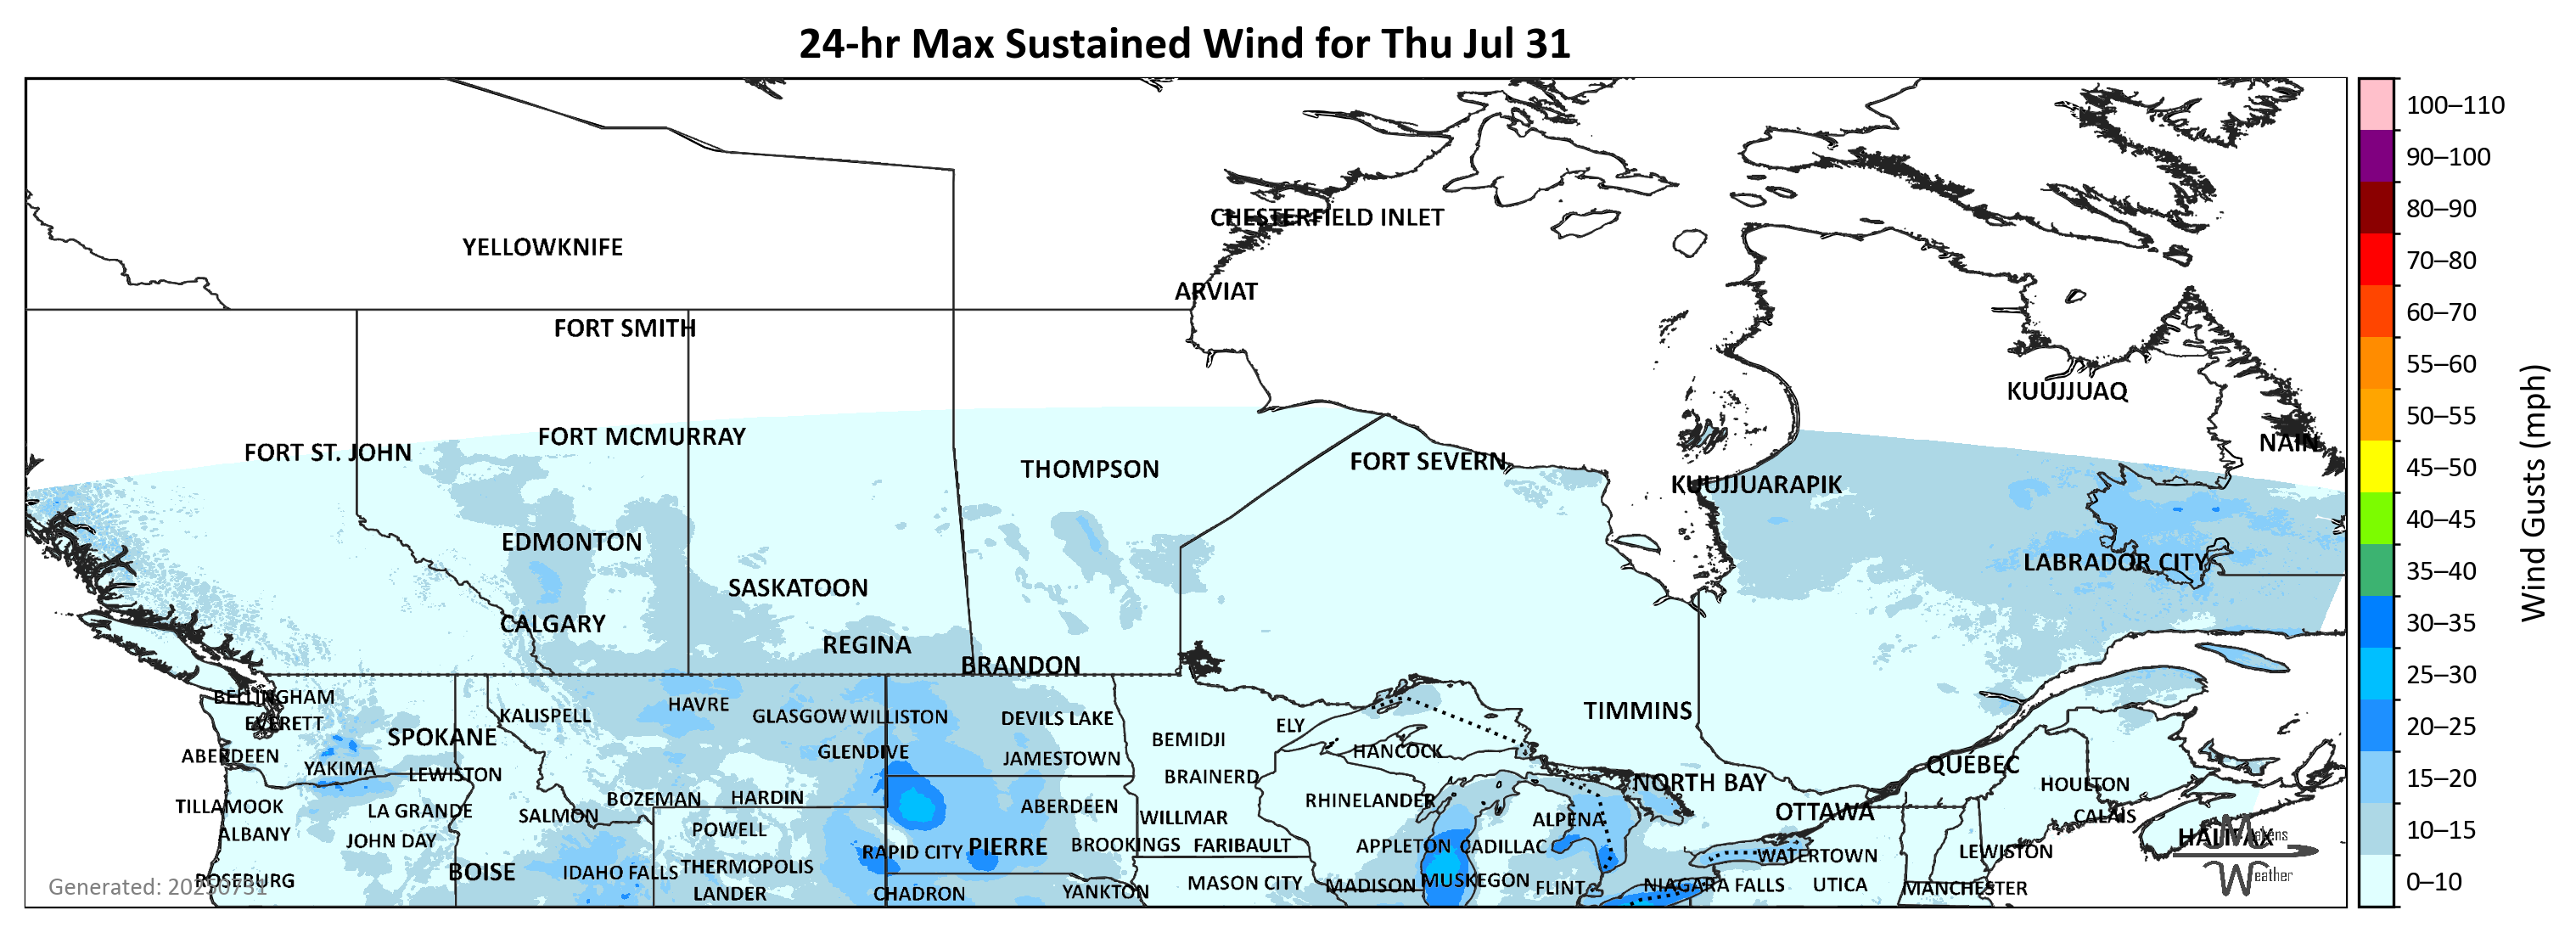 24-hr Max Sustained Wind for Thu Jul 31
100–110
90–100
80–90
70–80
60–70
55–60
50–55
45–50
40–45
35–40
30–35
25–30
20–25
15–20
10–15
0–10
Wind Gusts (mph)
CHESTERFIELD INLET
YELLOWKNIFE
ARVIAT
FORT SMITH
KUUJJUAQ
FORT MCMURRAY
NAIN
FORT ST. JOHN
FORT SEVERN
THOMPSON
KUUJJUARAPIK
EDMONTON
LABRADOR CITY
SASKATOON
CALGARY
REGINA
BRANDON
BELLINGHAM
HAVRE
TIMMINS
KALISPELL
GLASGOW
WILLISTON
DEVILS LAKE
EVERETT
ELY
SPOKANE
BEMIDJI
GLENDIVE
HANCOCK
ABERDEEN
JAMESTOWN
QUÉBEC
YAKIMA
LEWISTON
BRAINERD
NORTH BAY
HOULTON
BOZEMAN
HARDIN
RHINELANDER
TILLAMOOK
LA GRANDE
ABERDEEN
OTTAWA
SALMON
WILLMAR
ALPENA
CALAIS
ALBANY
POWELL
HALIFAX
JOHN DAY
PIERRE
BROOKINGS
FARIBAULT
APPLETON
CADILLAC
RAPID CITY
WATERTOWN
LEWISTON
BOISE
IDAHO FALLS
THERMOPOLIS
ROSEBURG
MASON CITY
MADISON
MUSKEGON
FLINT
NIAGARA FALLS
UTICA
MANCHESTER
LANDER
CHADRON
YANKTON
Generated: 20250731
Makens
Weather